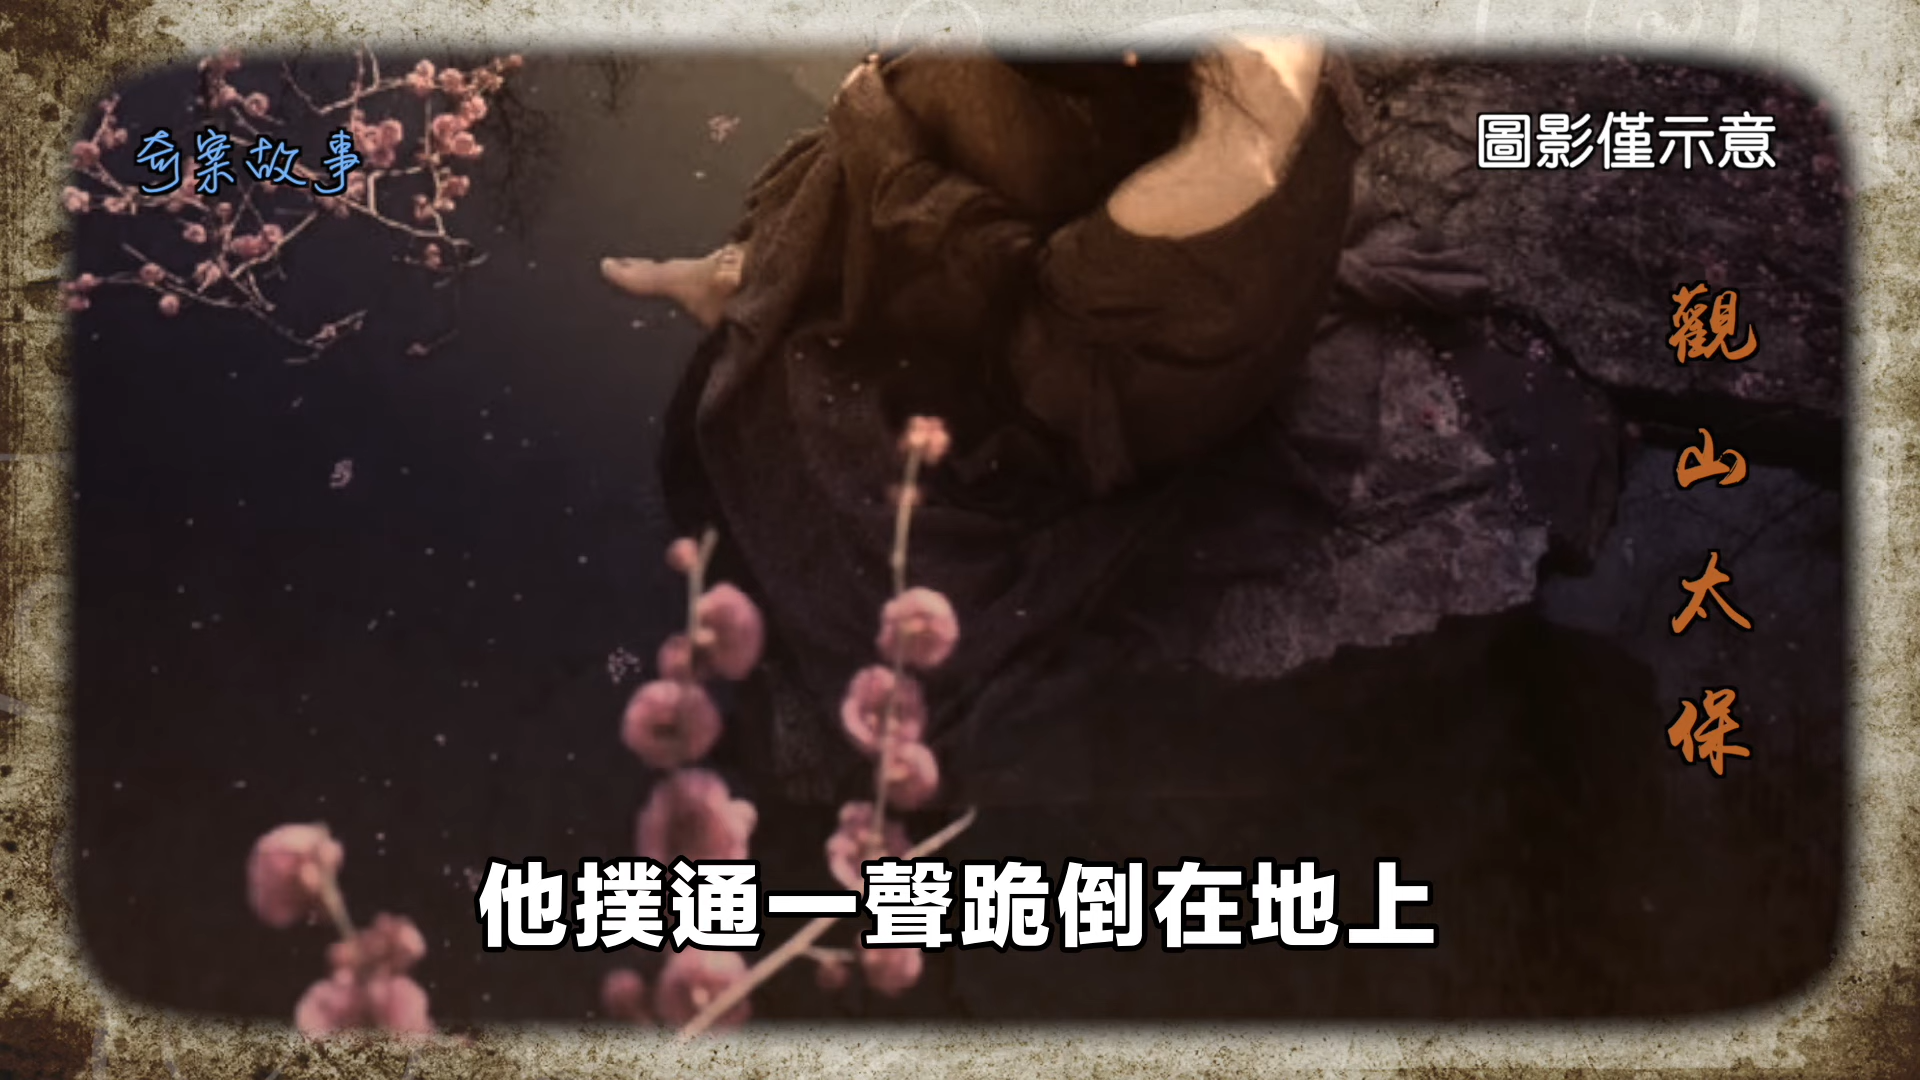 奇案故事
圖影僅示意
觀山太保
他撲通一聲跪倒在地上